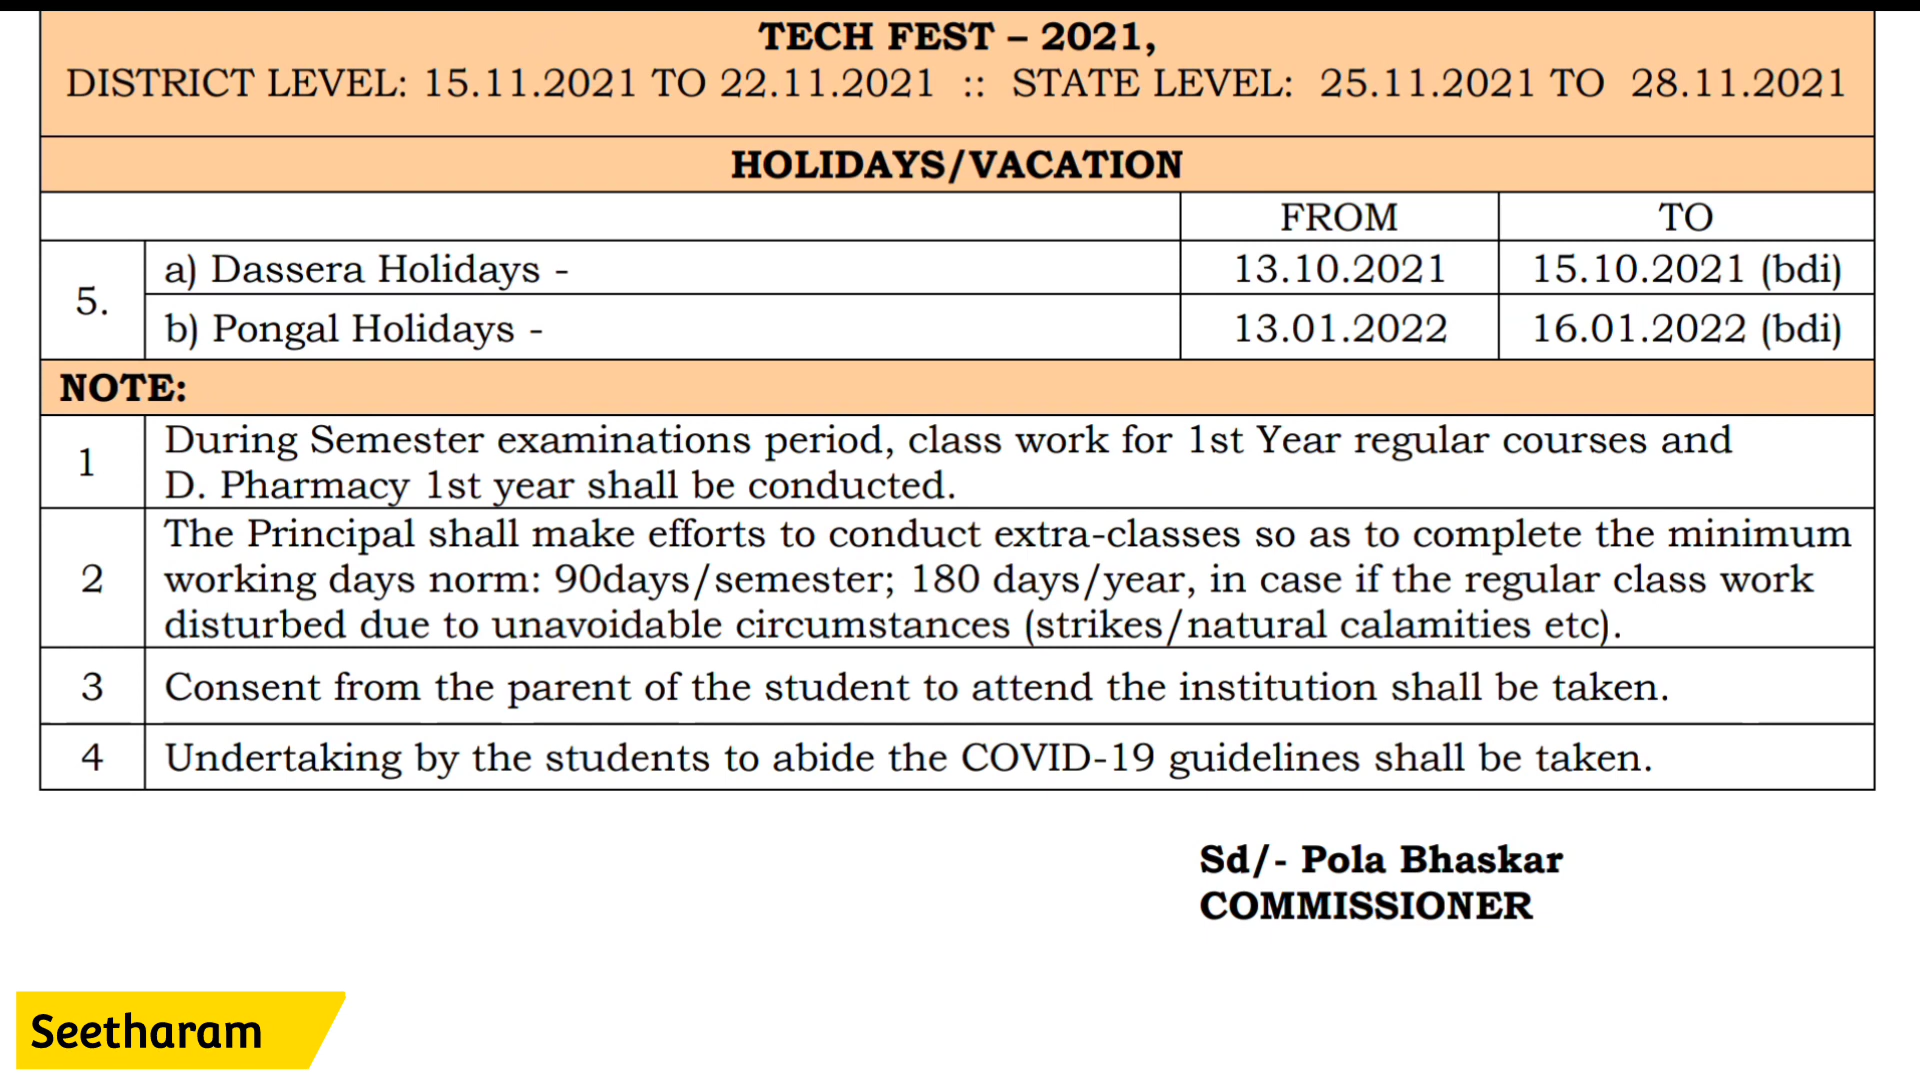 TECH FEST – 2021,
DISTRICT LEVEL: 15.11.2021 TO 22.11.2021 :: STATE LEVEL: 25.11.2021 TO 28.11.2021
HOLIDAYS/VACATION
FROM TO
5.
a) Dassera Holidays - 13.10.2021 15.10.2021 (bdi)
b) Pongal Holidays - 13.01.2022 16.01.2022 (bdi)
NOTE:
1 During Semester examinations period, class work for 1st Year regular courses and
D. Pharmacy 1st year shall be conducted.
The Principal shall make efforts to conduct extra-classes so as to complete the minimum
2 working days norm: 90days/semester; 180 days/year, in case if the regular class work
disturbed due to unavoidable circumstances (strikes/natural calamities etc).
3 Consent from the parent of the student to attend the institution shall be taken.
4 Undertaking by the students to abide the COVID-19 guidelines shall be taken.
Sd/- Pola Bhaskar
COMMISSIONER
Seetharam